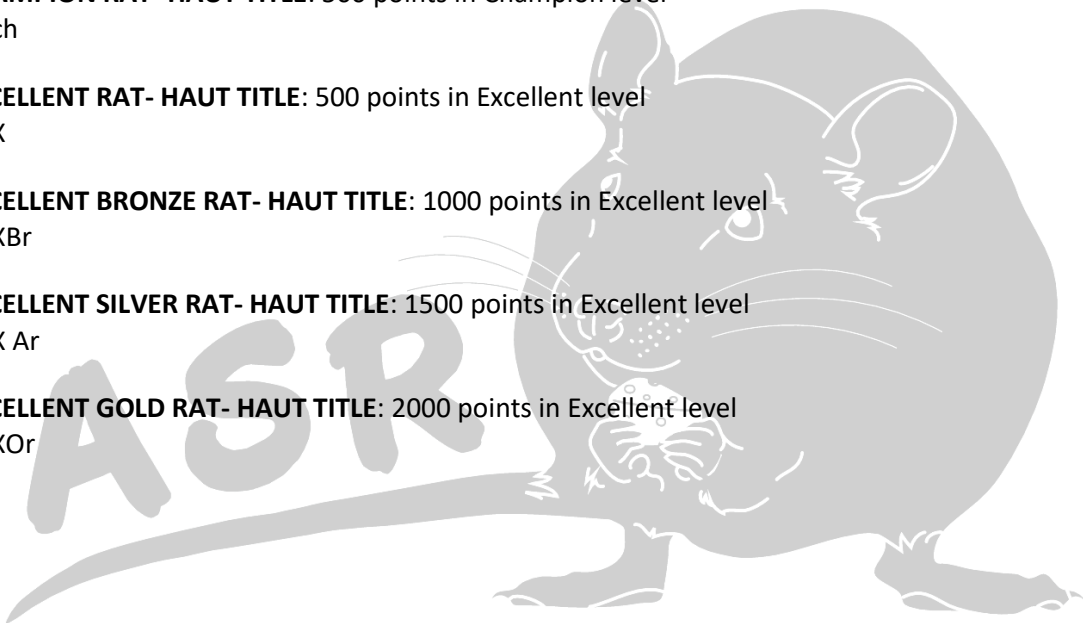 RAT- HAUT TITLE: 500 points in Champion level
ch
CELLENT RAT- HAUT TITLE: 500 points in Excellent level
X
CELLENT BRONZE RAT- HAUT TITLE: 1000 points in Excellent level
XBr
CELLENT SILVER RAT- HAUT TITLE: 1500 points in Excellent level
X Ar
CELLENT GOLD RAT- HAUT TITLE: 2000 points in Excellent level
XOr
ASR